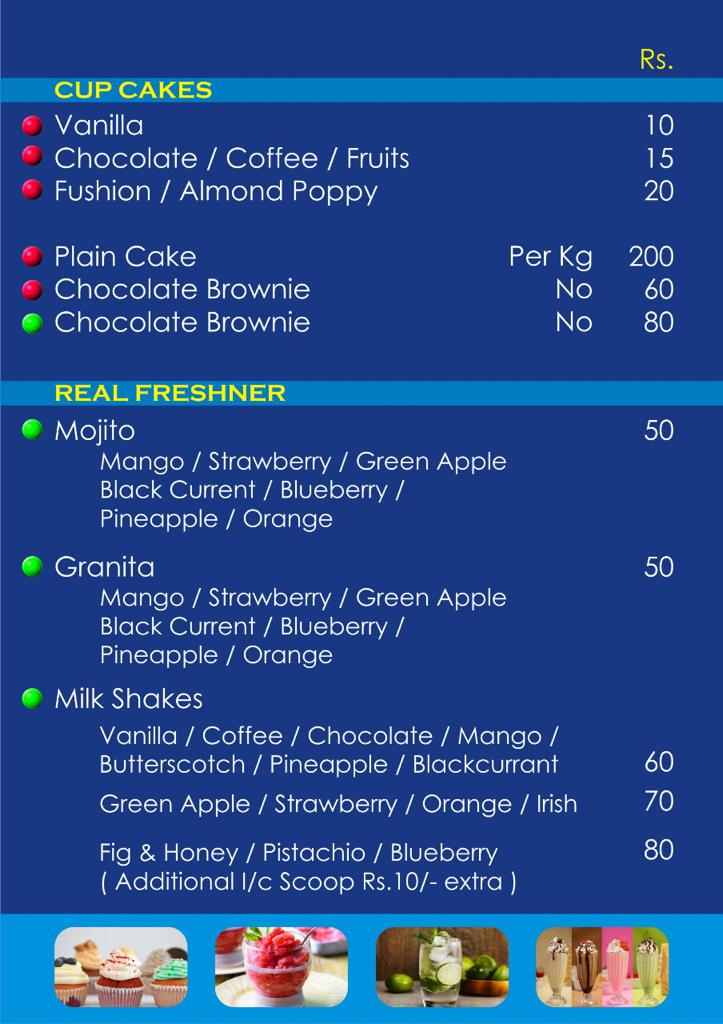 Rs.
CUP CAKES
Vanilla 10
Chocolate / Coffee / Fruits 15
Fushion / Almond Poppy 20
Plain Cake Per Kg 200
Chocolate Brownie No 60
Chocolate Brownie No 80
REAL FRESHNER
Mojito 50
Mango / Strawberry / Green Apple
Black Current / Blueberry /
Pineapple / Orange
Granita 50
Mango / Strawberry / Green Apple
Black Current / Blueberry /
Pineapple / Orange
Milk Shakes
Vanilla / Coffee / Chocolate / Mango /
Butterscotch / Pineapple / Blackcurrant 60
Green Apple / Strawberry / Orange / Irish 70
Fig & Honey / Pistachio / Blueberry 80
( Additional I/c Scoop Rs.10/- extra )